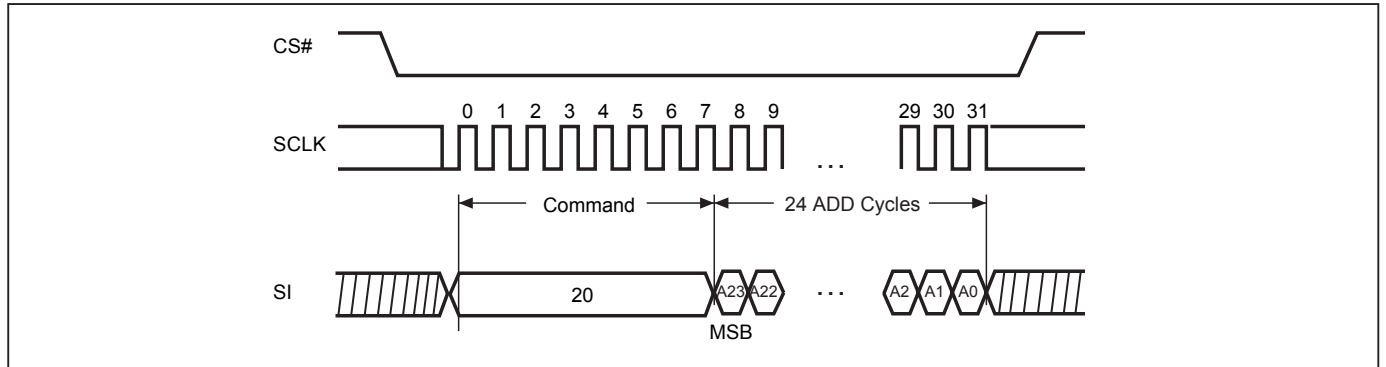 CS#
0 1 2 3 4 5 6 7 8 9 29 30 31
SCLK
...
Command 24 ADD Cycles
SI 20 A23 A22 ... A2 A1 A0
MSB